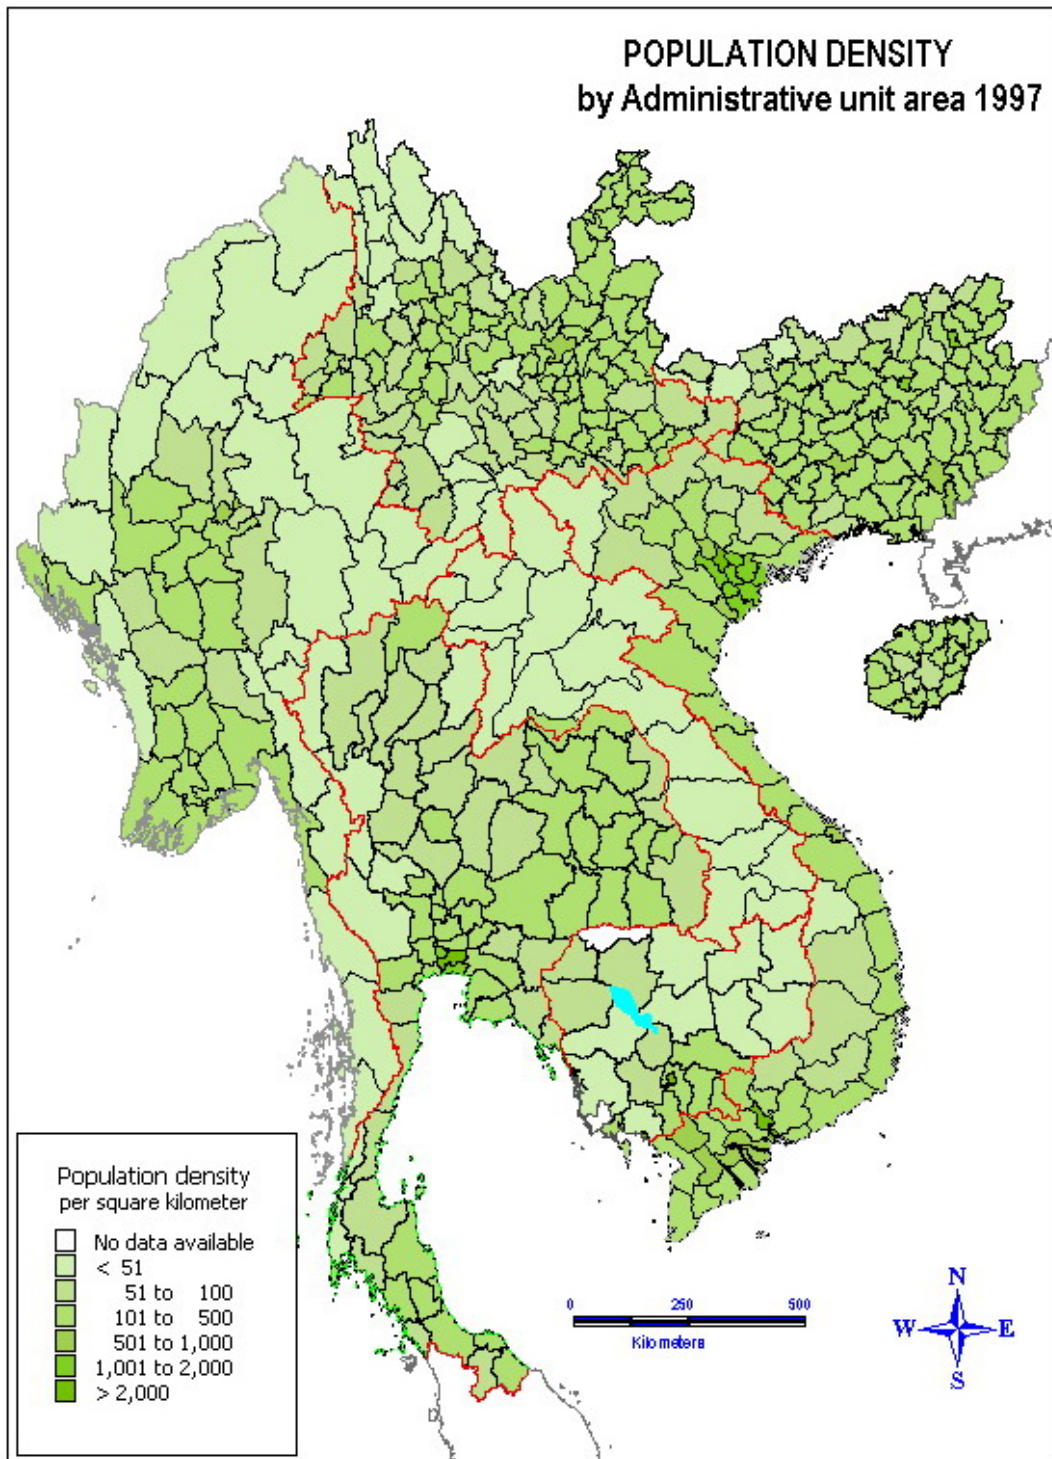 POPULATION DENSITY
by Administrative unit area 1997
Population density
per square kilometer
No data available
< 51
51 to 100
101 to 500
501 to 1,000
1,001 to 2,000
> 2,000
0 250 500
Kilometers
N
W E
S